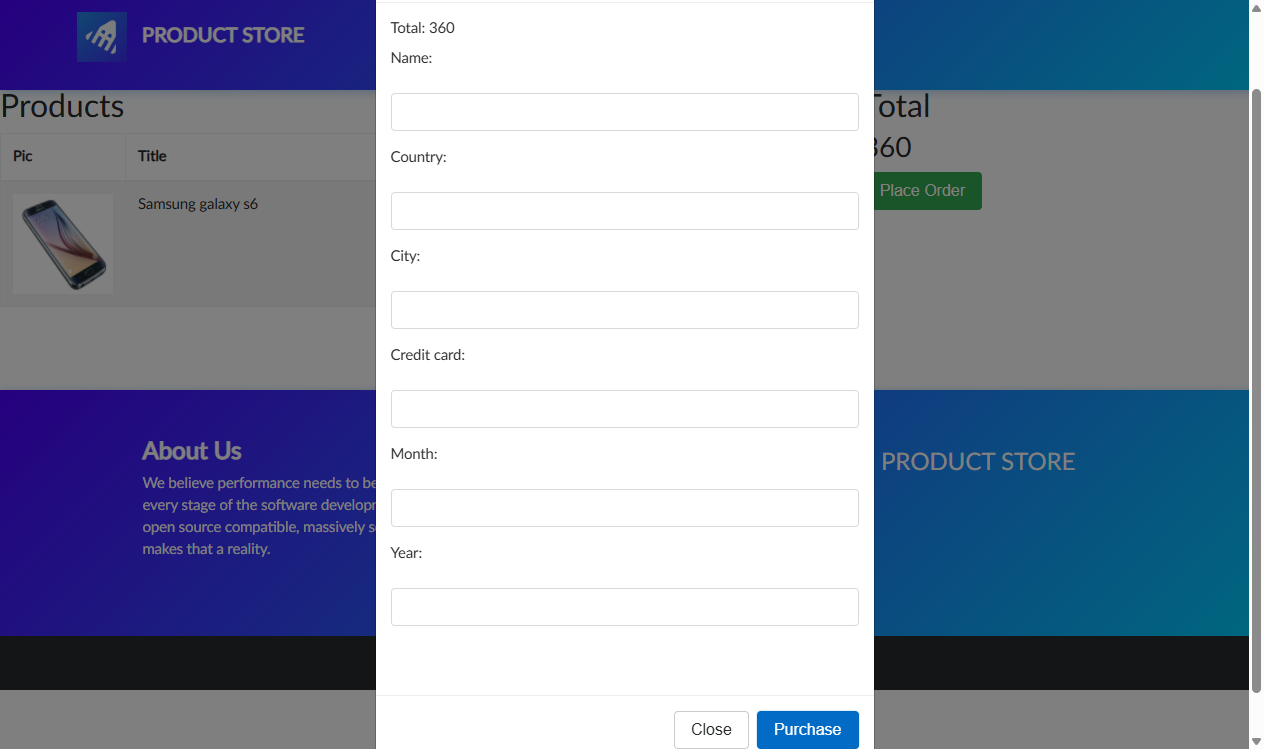 PRODUCT STORE
Products
Pic
Title
Samsung galaxy s6
Total: 360
Name:
Country:
City:
Credit card:
Month:
Year:
Close
Purchase
Total
360
Place Order
About Us
We believe performance needs to be
every stage of the software
open source compatible, massively
makes that a reality.
PRODUCT STORE